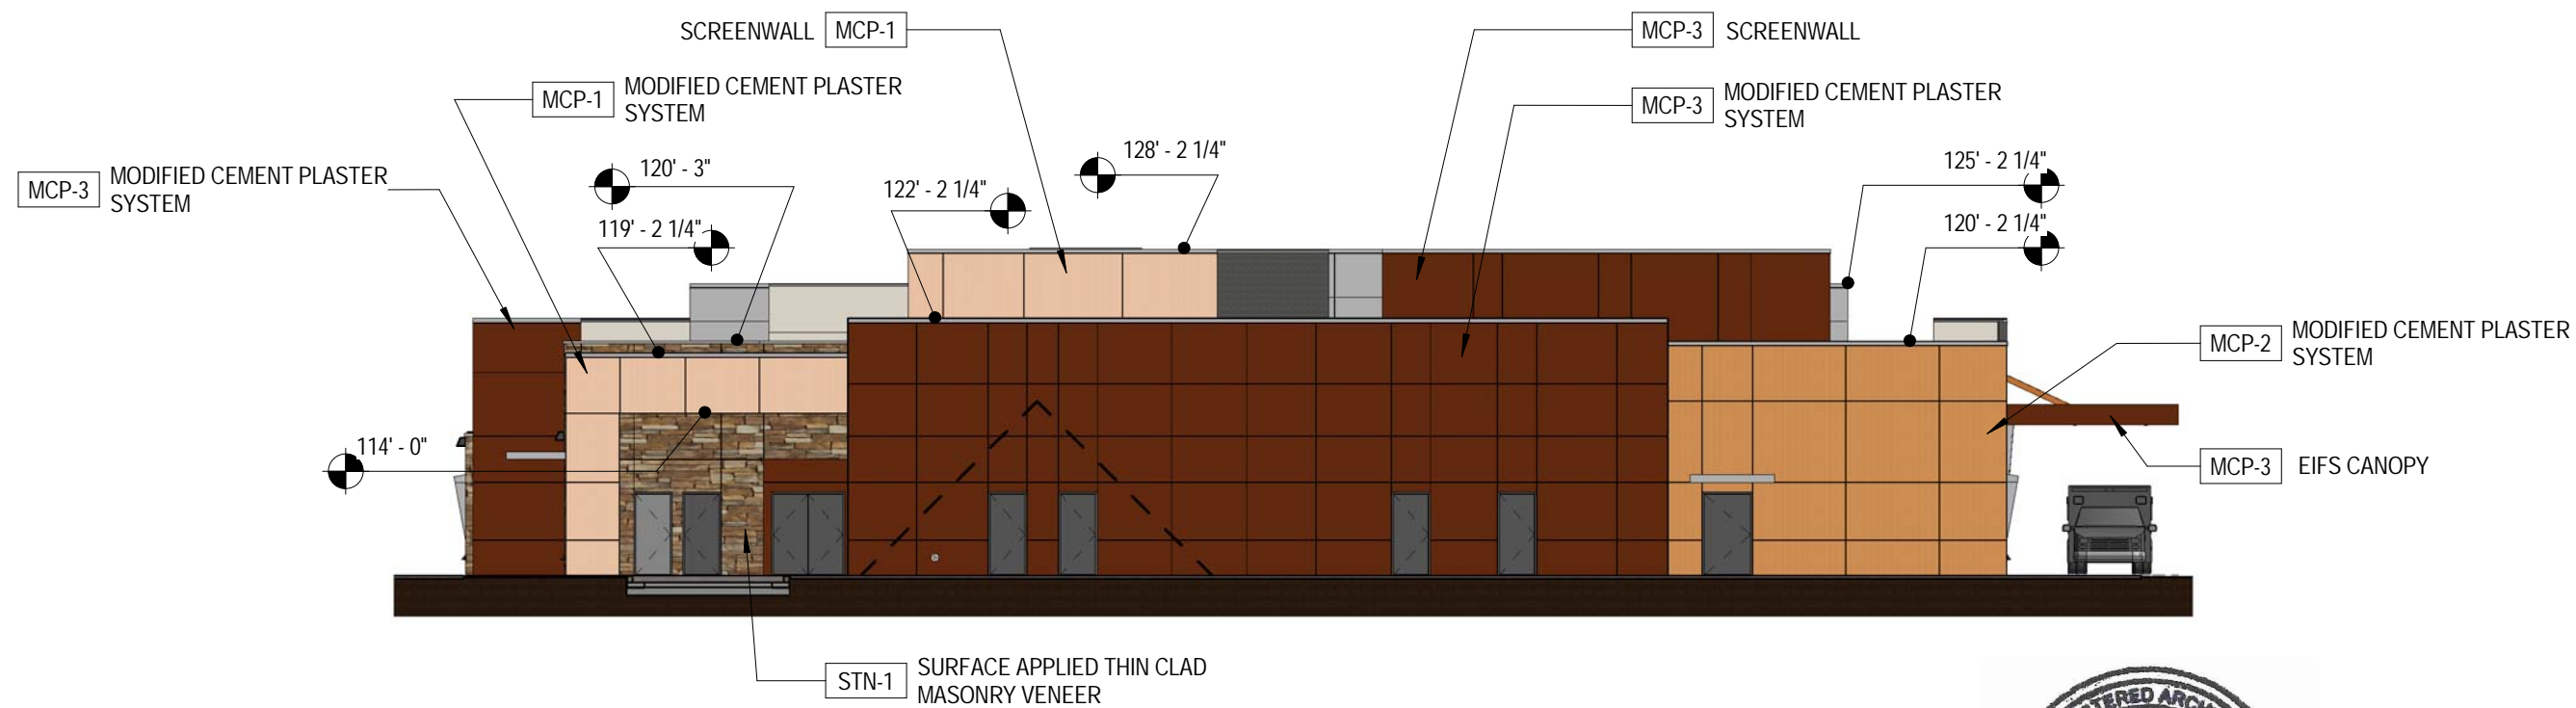 SCREENWALL MCP-1
MCP-3 SCREENWALL
MCP-1 MODIFIED CEMENT PLASTER
SYSTEM
MCP-3 MODIFIED CEMENT PLASTER
SYSTEM
MCP-3 MODIFIED CEMENT PLASTER
SYSTEM
120' - 3"
119' - 2 1/4"
122' - 2 1/4"
128' - 2 1/4"
125' - 2 1/4"
120' - 2 1/4"
MCP-2 MODIFIED CEMENT PLASTER
SYSTEM
114' - 0"
MCP-3 EIFS CANOPY
STN-1 SURFACE APPLIED THIN CLAD
MASONRY VENEER